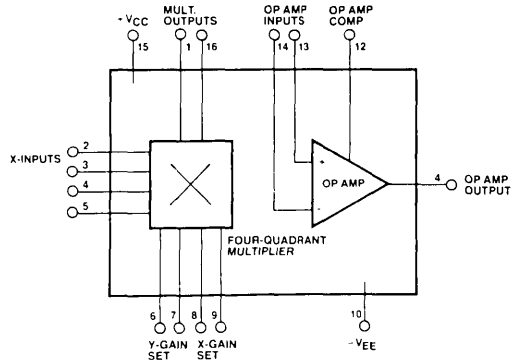 +VCC
MULT.
OUTPUTS
OP AMP
INPUTS
OP AMP
COMP
15
1
16
14
13
12
X-INPUTS
2
3
4
5
+
-
OP AMP
4
OP AMP
OUTPUT
FOUR-QUADRANT
MULTIPLIER
6
7
8
9
10
Y-GAIN
SET
X-GAIN
SET
-VEE